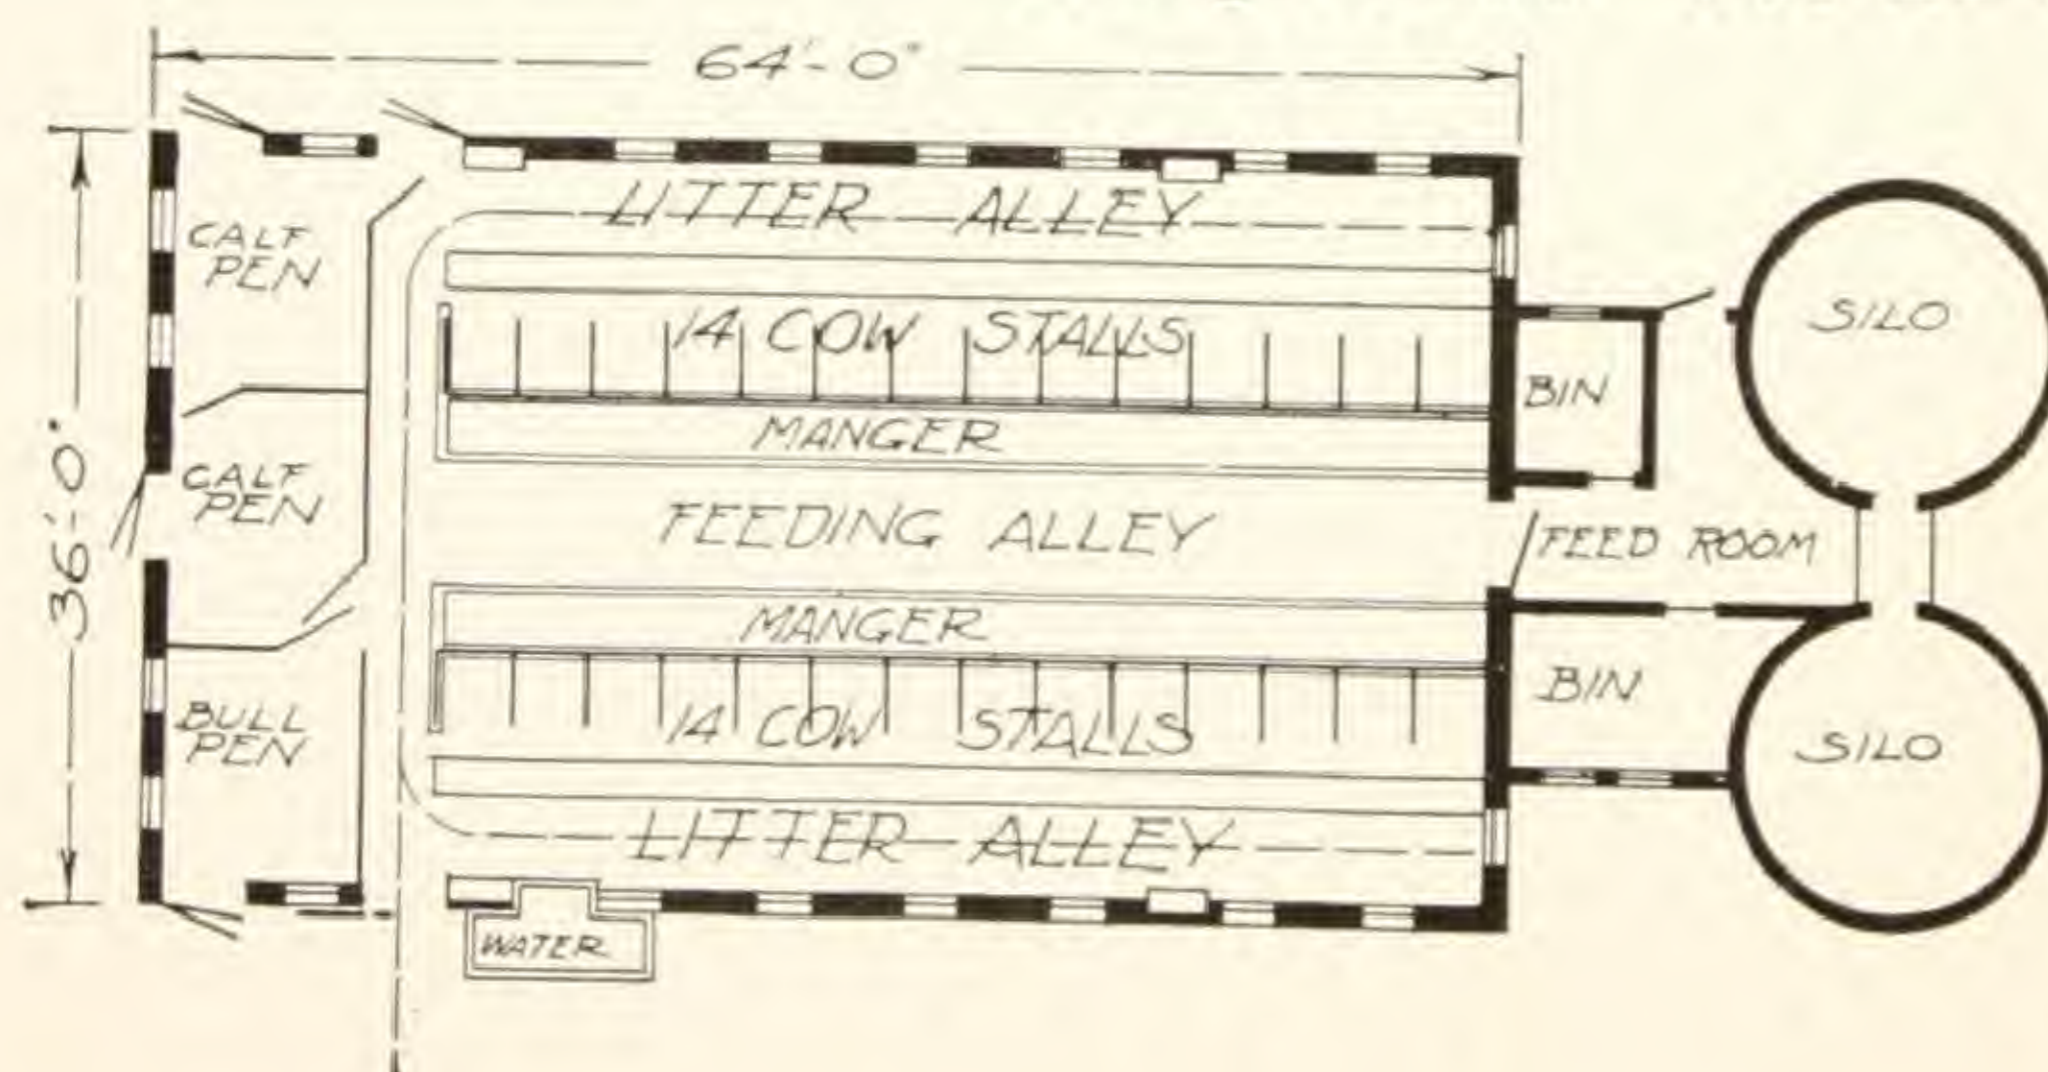 64'-0"
LITTER ALLEY
CALF
PEN
14 COW STALLS
SILO
BIN
MANGER
36'-0"
CALF
PEN
FEEDING ALLEY
FEED ROOM
MANGER
BIN
BULL
PEN
14 COW STALLS
SILO
LITTER ALLEY
WATER